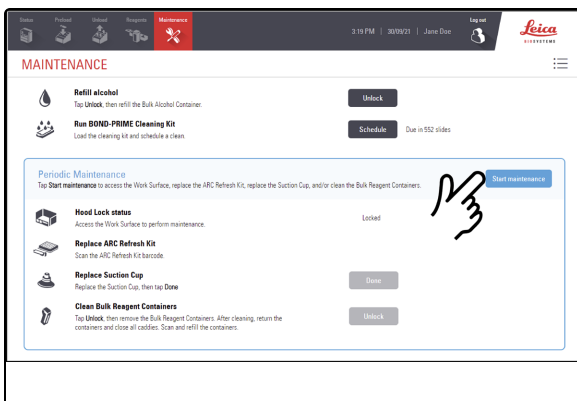 Status Preload Unload Reagents Maintenance
3:19 PM | 30/09/21 | Jane Doe
Log out
Leica
BIOSYSTEMS
MAINTENANCE
Refill alcohol
Tap Unlock, then refill the Bulk Alcohol Container.
Unlock
Run BOND-PRIME Cleaning Kit
Load the cleaning kit and schedule a clean.
Schedule Due in 552 slides
Periodic Maintenance
Tap Start maintenance to access the Work Surface, replace the ARC Refresh Kit, replace the Suction Cup, and/or clean the Bulk Reagent Containers.
Start maintenance
Hood Lock status
Access the Work Surface to perform maintenance.
Locked
Replace ARC Refresh Kit
Scan the ARC Refresh Kit barcode.
Replace Suction Cup
Replace the Suction Cup, then tap Done
Done
Clean Bulk Reagent Containers
Tap Unlock, then remove the Bulk Reagent Containers. After cleaning, return the
containers and close all caddies. Scan and refill the containers.
Unlock